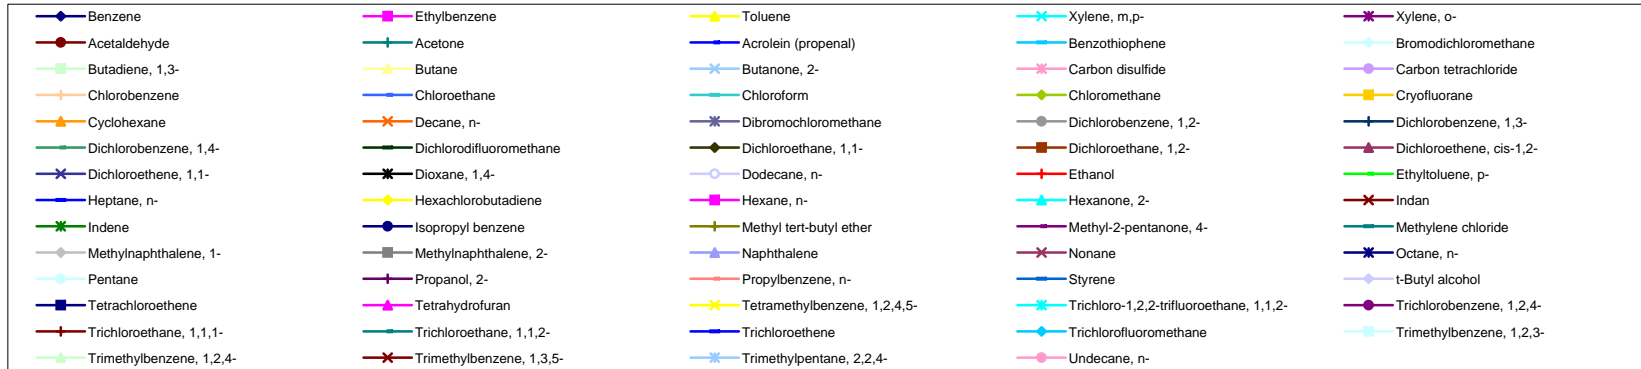 Benzene Ethylbenzene Toluene Xylene, m,p- Xylene, o-
Acetaldehyde Acetone Acrolein (propenal) Benzothiophene Bromodichloromethane
Butadiene, 1,3- Butane Butanone, 2- Carbon disulfide Carbon tetrachloride
Chlorobenzene Chloroethane Chloroform Chloromethane Cryofluorane
Cyclohexane Decane, n- Dibromochloromethane Dichlorobenzene, 1,2- Dichlorobenzene, 1,3-
Dichlorobenzene, 1,4- Dichlorodifluoromethane Dichloroethane, 1,1- Dichloroethane, 1,2- Dichloroethene, cis-1,2-
Dichloroethene, 1,1- Dioxane, 1,4- Dodecane, n- Ethanol Ethyltoluene, p-
Heptane, n- Hexachlorobutadiene Hexane, n- Hexanone, 2- Indan
Indene Isopropyl benzene Methyl tert-butyl ether Methyl-2-pentanone, 4- Methylene chloride
Methylnaphthalene, 1- Methylnaphthalene, 2- Naphthalene Nonane Octane, n-
Pentane Propanol, 2- Propylbenzene, n- Styrene t-Butyl alcohol
Tetrachloroethene Tetrahydrofuran Tetramethylbenzene, 1,2,4,5- Trichloro-1,2,2-trifluoroethane, 1,1,2- Trichlorobenzene, 1,2,4-
Trichloroethane, 1,1,1- Trichloroethane, 1,1,2- Trichloroethene Trichlorofluoromethane Trimethylbenzene, 1,2,3-
Trimethylbenzene, 1,2,4- Trimethylbenzene, 1,3,5- Trimethylpentane, 2,2,4- Undecane, n-